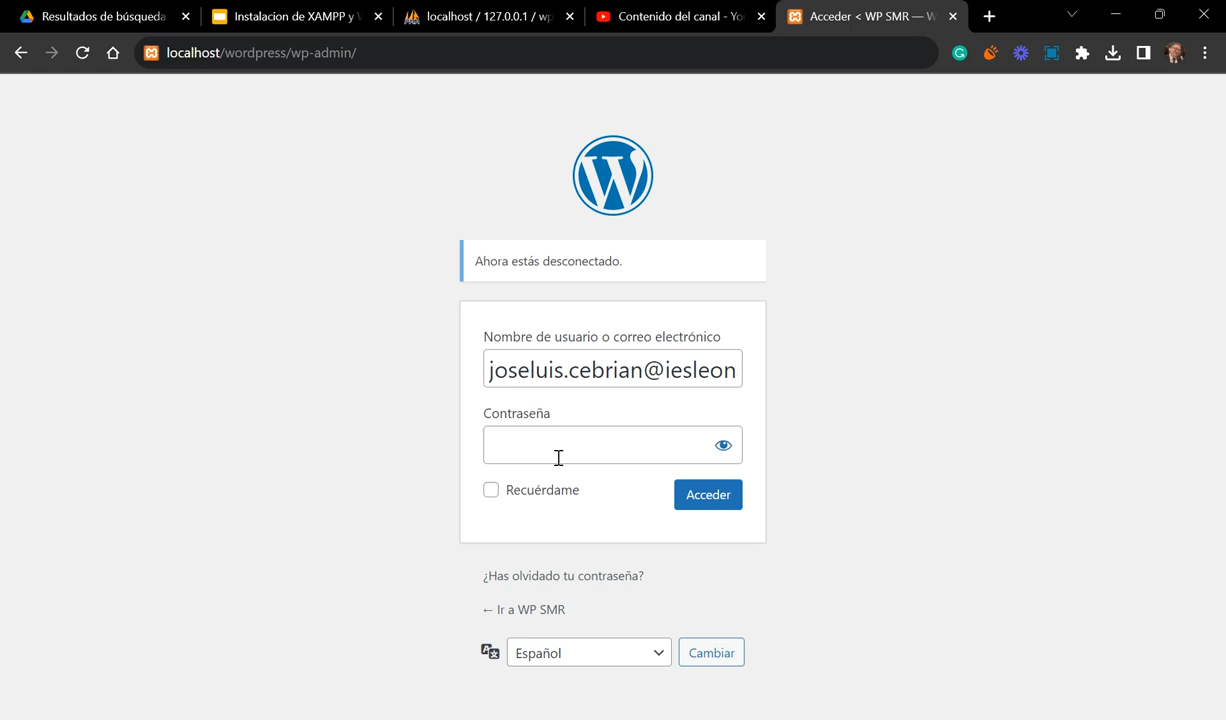 Resultados de búsqueda
Instalacion de XAMPP y
localhost / 127.0.0.1 / wp
Contenido del canal - Yo
Acceder < WP SMR — W
localhost/wordpress/wp-admin/
Ahora estás desconectado.
Nombre de usuario o correo electrónico
joseluis.cebrian@iesleon
Contraseña
Recuérdame
Acceder
¿Has olvidado tu contraseña?
← Ir a WP SMR
Español
Cambiar